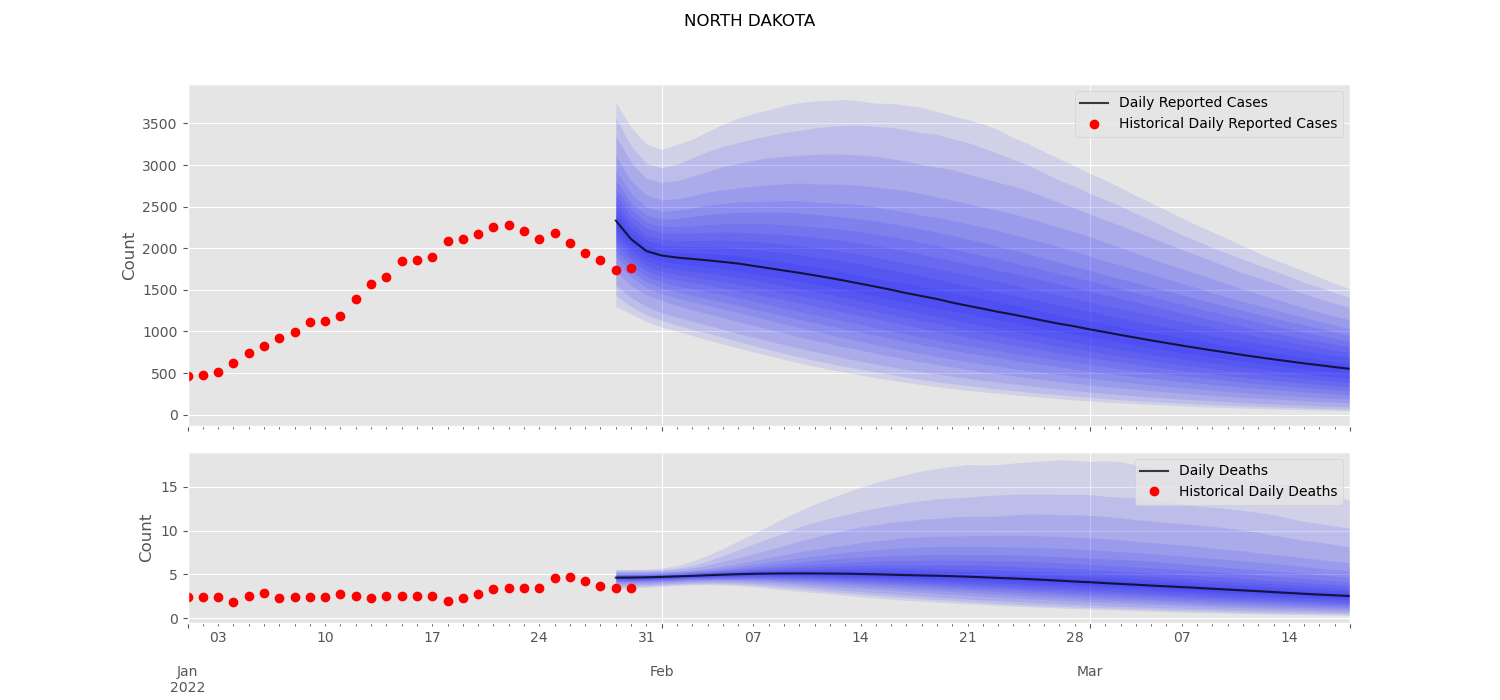 NORTH DAKOTA
Count
3500
3000
2500
2000
1500
1000
500
0
Daily Reported Cases
Historical Daily Reported Cases
Count
15
10
5
0
Daily Deaths
Historical Daily Deaths
03 10 17 24 31 07 14 21 28 07 14
Jan Feb Mar
2022